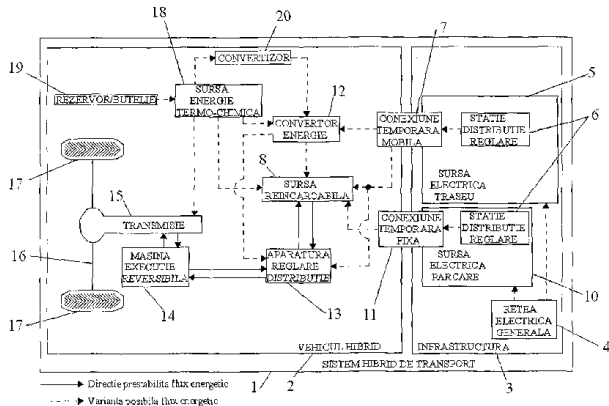 18
20
7
CONVERTIZOR
5
19
SURSA
ENERGIE
TERMO-CHIMICA
12
REZERVOR/BUTELIE
CONVERTOR
ENERGIE
CONEXIUNE
TEMPORARA
MOBILA
STATIE
DISTRIBUTIE
REGLARE
6
8
SURSA
REINCARCABILA
SURSA
ELECTRICA
TRASEU
17
15
TRANSMISIE
CONEXIUNE
TEMPORARA
FIXA
STATIE
DISTRIBUTIE
REGLARE
16
MASINA
EXECUTIE
REVERSIBILA
APARATURA
REGLARE
DISTRIBUTIE
SURSA
ELECTRICA
PARCARE
17
14
13
11
10
RETEA
ELECTRICA
GENERALA
4
VEHICUL HIBRID
INFRASTRUCTURA
SISTEM HIBRID DE TRANSPORT
1
2
3
Directie prestabilita flux energetic
Varianta posibila flux energetic